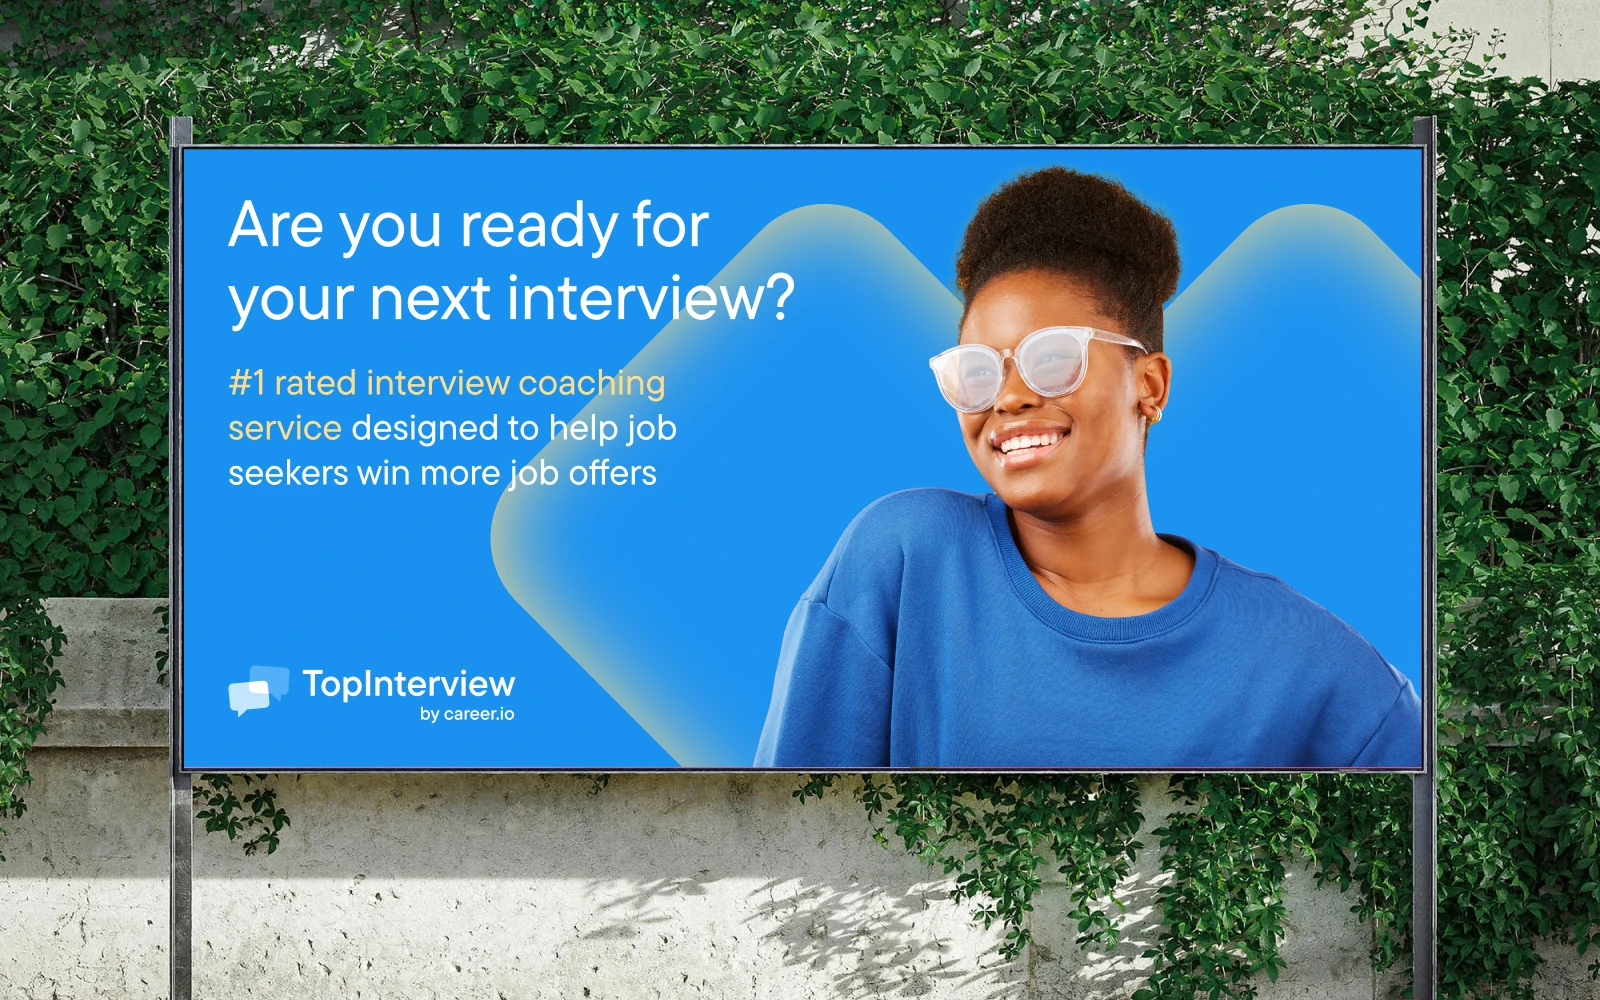 Are you ready for
your next interview?
#1 rated interview coaching
service designed to help job
seekers win more job offers
TopInterview
by career.io